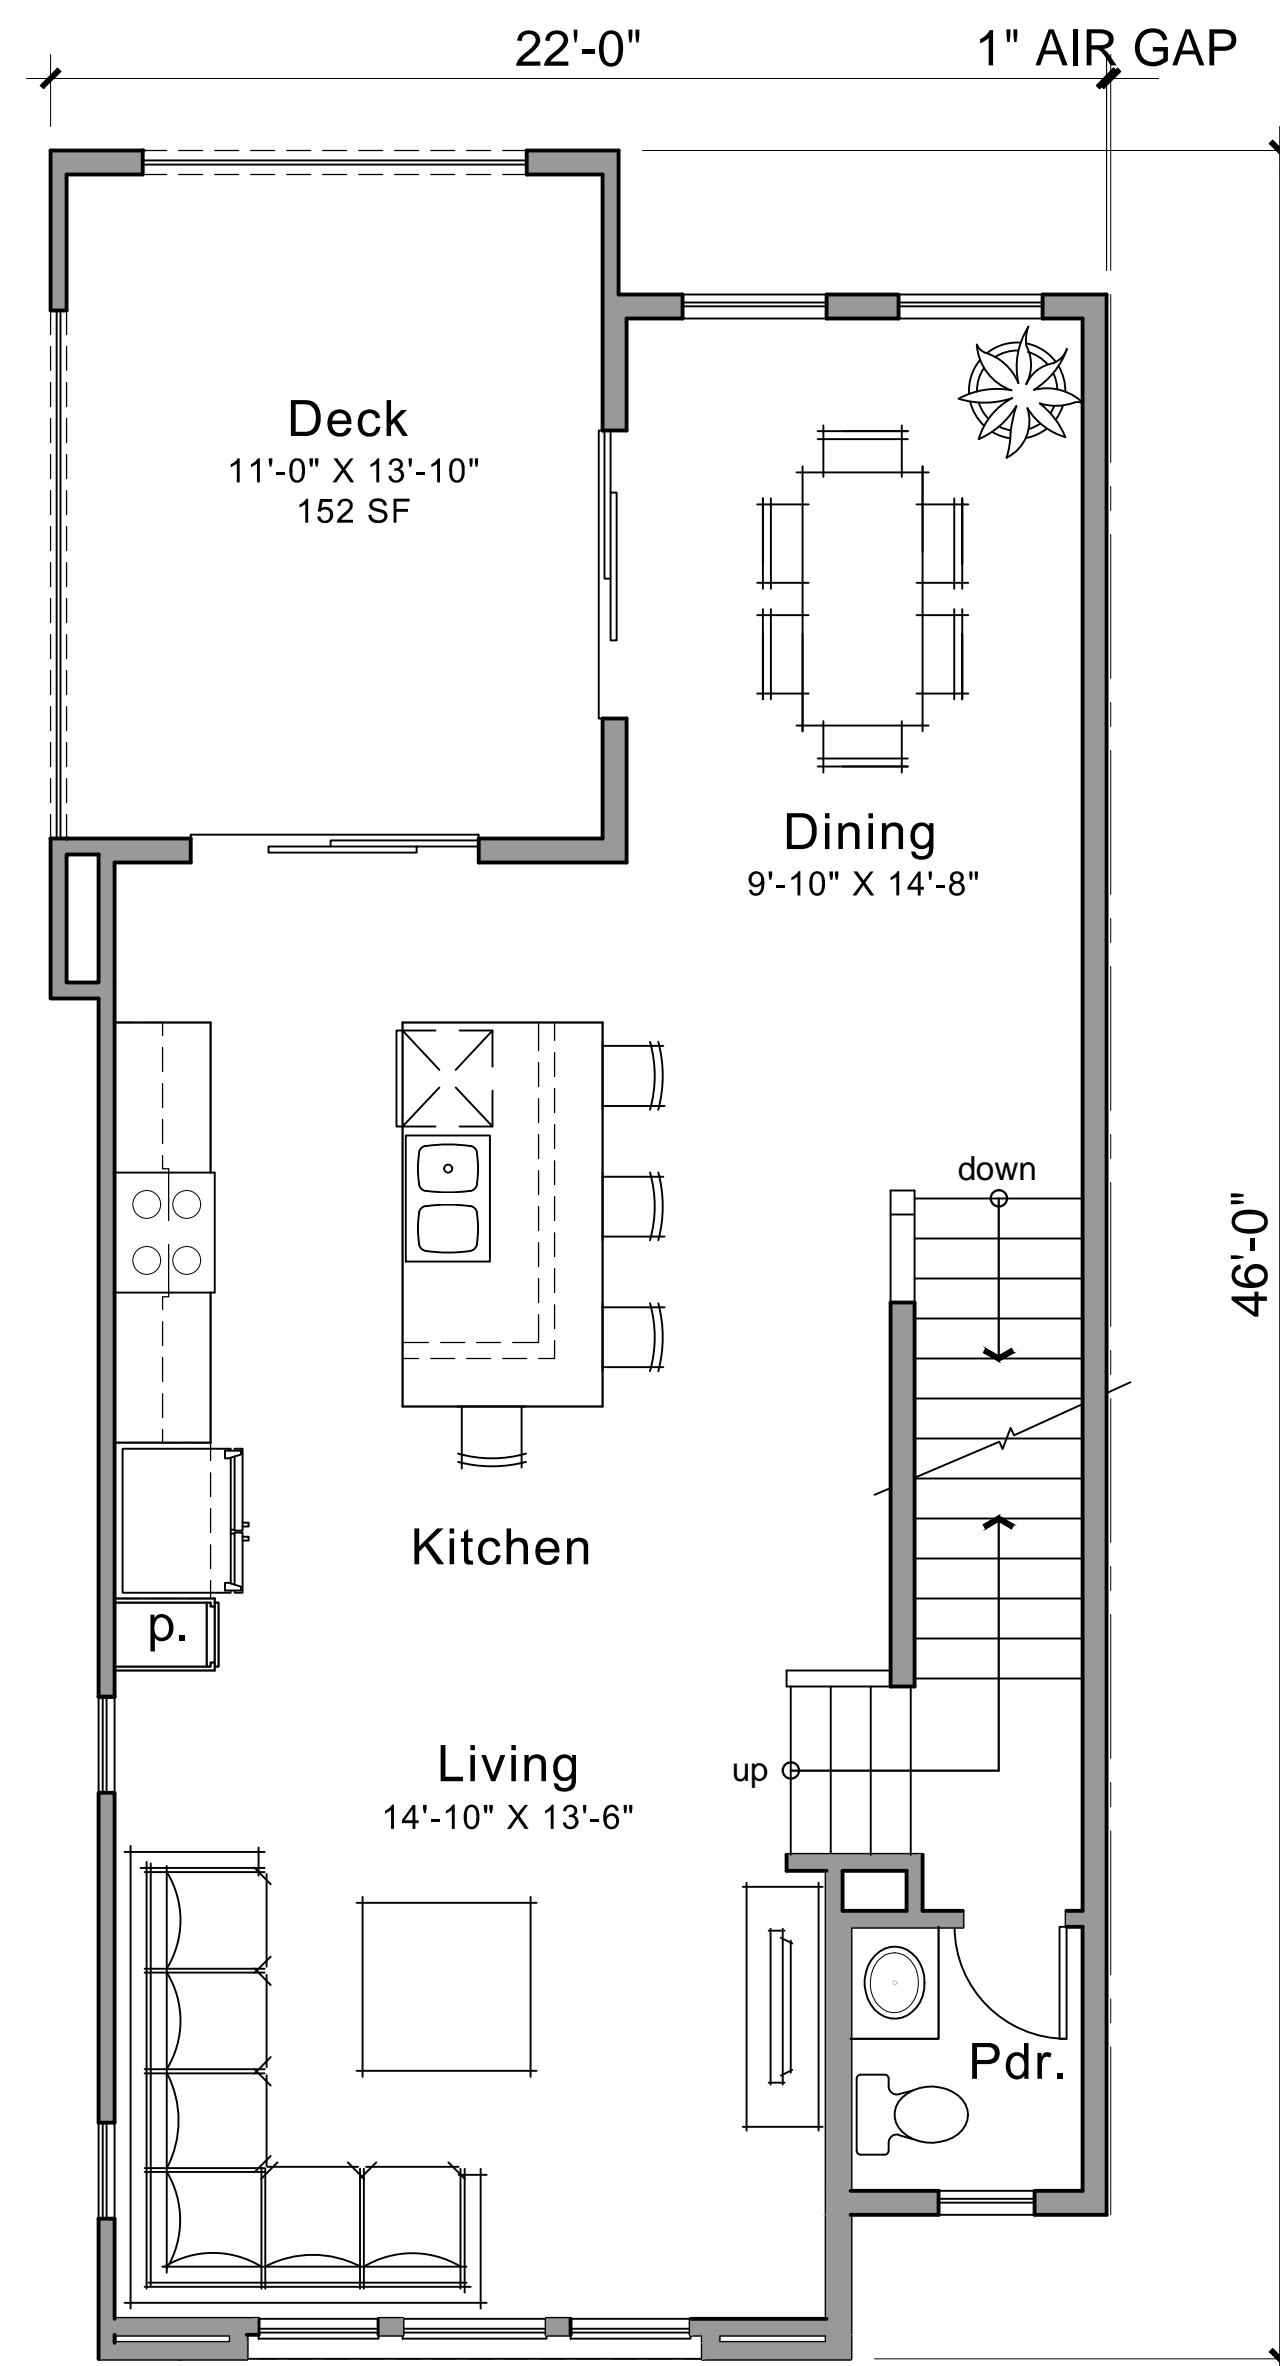 22'-0"
1" AIR GAP
Deck
11'-0" X 13'-10"
152 SF
Dining
9'-10" X 14'-8"
down
46'-0"
Kitchen
p.
Living
14'-10" X 13'-6"
up
Pdr.